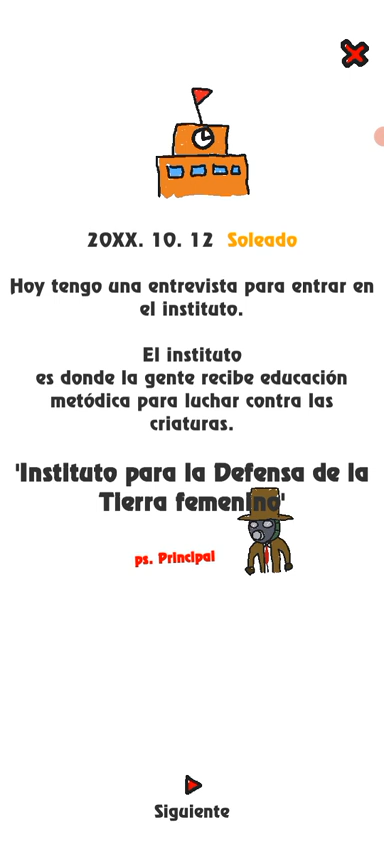 20XX. 10. 12 Soleado
Hoy tengo una entrevista para entrar en
el instituto.
El instituto
es donde la gente recibe educación
metódica para luchar contra las
criaturas.
'Instituto para la Defensa de la
Tierra femenino'
ps. Principal
Siguiente